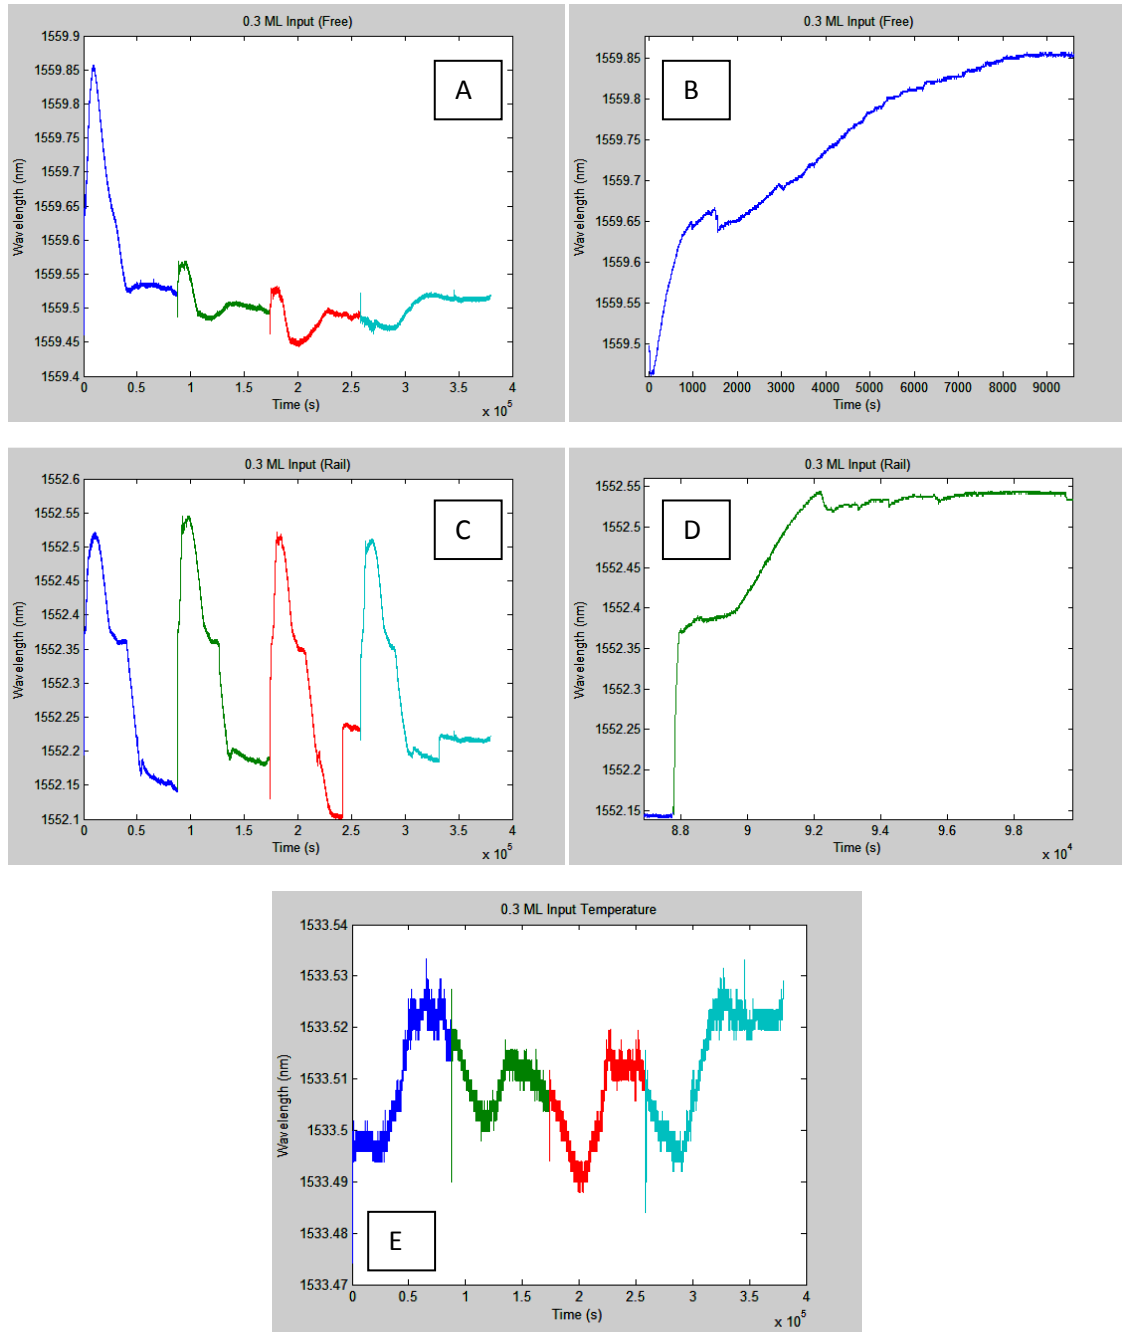 0.3 ML Input (Free)
1559.9
1559.85
1559.8
1559.75
1559.7
1559.65
1559.6
1559.55
1559.5
1559.45
1559.4
Wavelength (nm)
A
0 0.5 1 1.5 2 2.5 3 3.5 4
Time (s)
x 10^5
0.3 ML Input (Free)
1559.85
1559.8
1559.75
1559.7
1559.65
1559.6
1559.55
1559.5
Wavelength (nm)
B
0 1000 2000 3000 4000 5000 6000 7000 8000 9000
Time (s)
0.3 ML Input (Rail)
1552.6
1552.55
1552.5
1552.45
1552.4
1552.35
1552.3
1552.25
1552.2
1552.15
1552.1
Wavelength (nm)
C
0 0.5 1 1.5 2 2.5 3 3.5 4
Time (s)
x 10^5
0.3 ML Input (Rail)
1552.55
1552.5
1552.45
1552.4
1552.35
1552.3
1552.25
1552.2
1552.15
Wavelength (nm)
D
8.8 9 9.2 9.4 9.6 9.8
Time (s)
x 10^4
0.3 ML Input Temperature
1533.54
1533.53
1533.52
1533.51
1533.5
1533.49
1533.48
1533.47
Wavelength (nm)
E
0 0.5 1 1.5 2 2.5 3 3.5 4
Time (s)
x 10^5